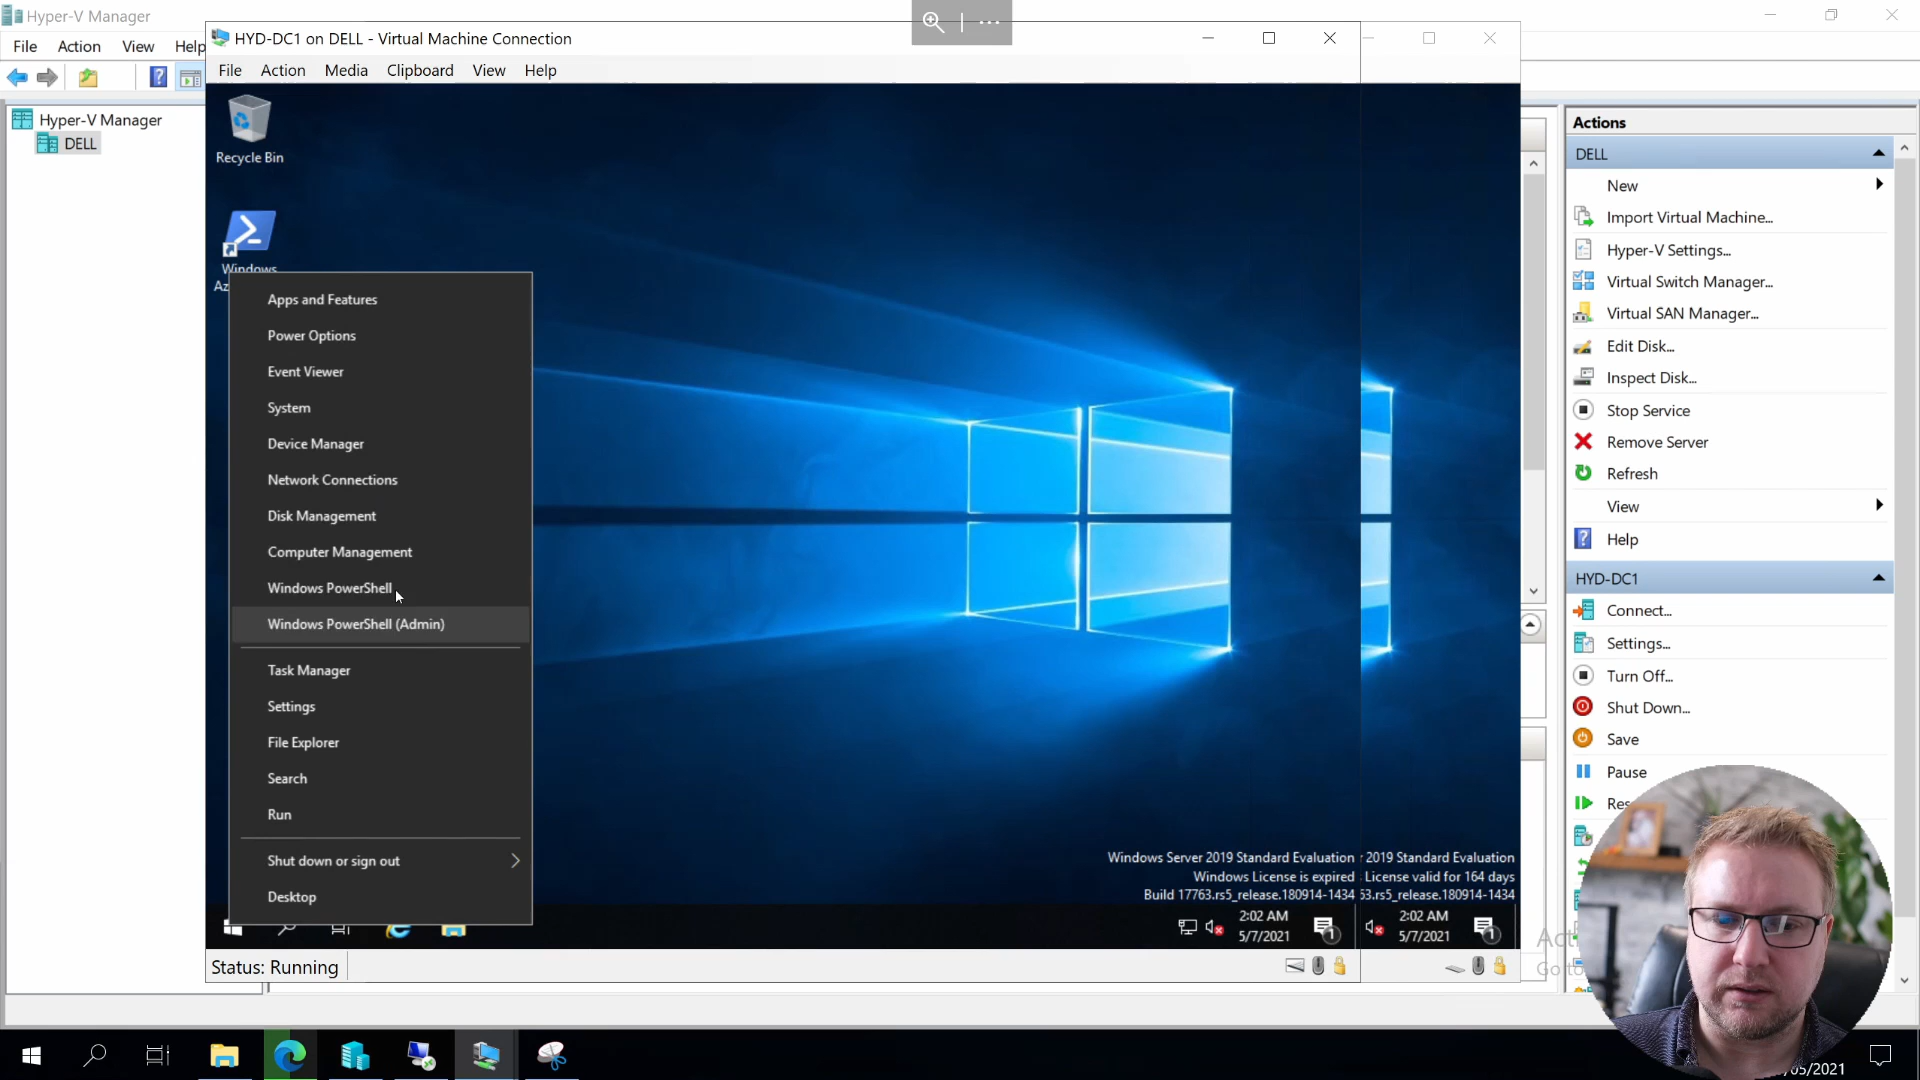 Hyper-V Manager
File Action View Help
HYD-DC1 on DELL - Virtual Machine Connection
File Action Media Clipboard View Help
Hyper-V Manager
DELL
Recycle Bin
Windows
Az
Apps and Features
Power Options
Event Viewer
System
Device Manager
Network Connections
Disk Management
Computer Management
Windows PowerShell
Windows PowerShell (Admin)
Task Manager
Settings
File Explorer
Search
Run
Shut down or sign out
Desktop
Windows Server 2019 Standard Evaluation
Windows License is expired
Build 17763.rs5_release.180914-1434
2:02 AM
5/7/2021
1
2019 Standard Evaluation
License valid for 164 days
63.rs5_release.180914-1434
2:02 AM
5/7/2021
1
Status: Running
Actions
DELL
New
Import Virtual Machine...
Hyper-V Settings...
Virtual Switch Manager...
Virtual SAN Manager...
Edit Disk...
Inspect Disk...
Stop Service
Remove Server
Refresh
View
Help
HYD-DC1
Connect...
Settings...
Turn Off...
Shut Down...
Save
Pause
Res
Act
Go to
/05/2021